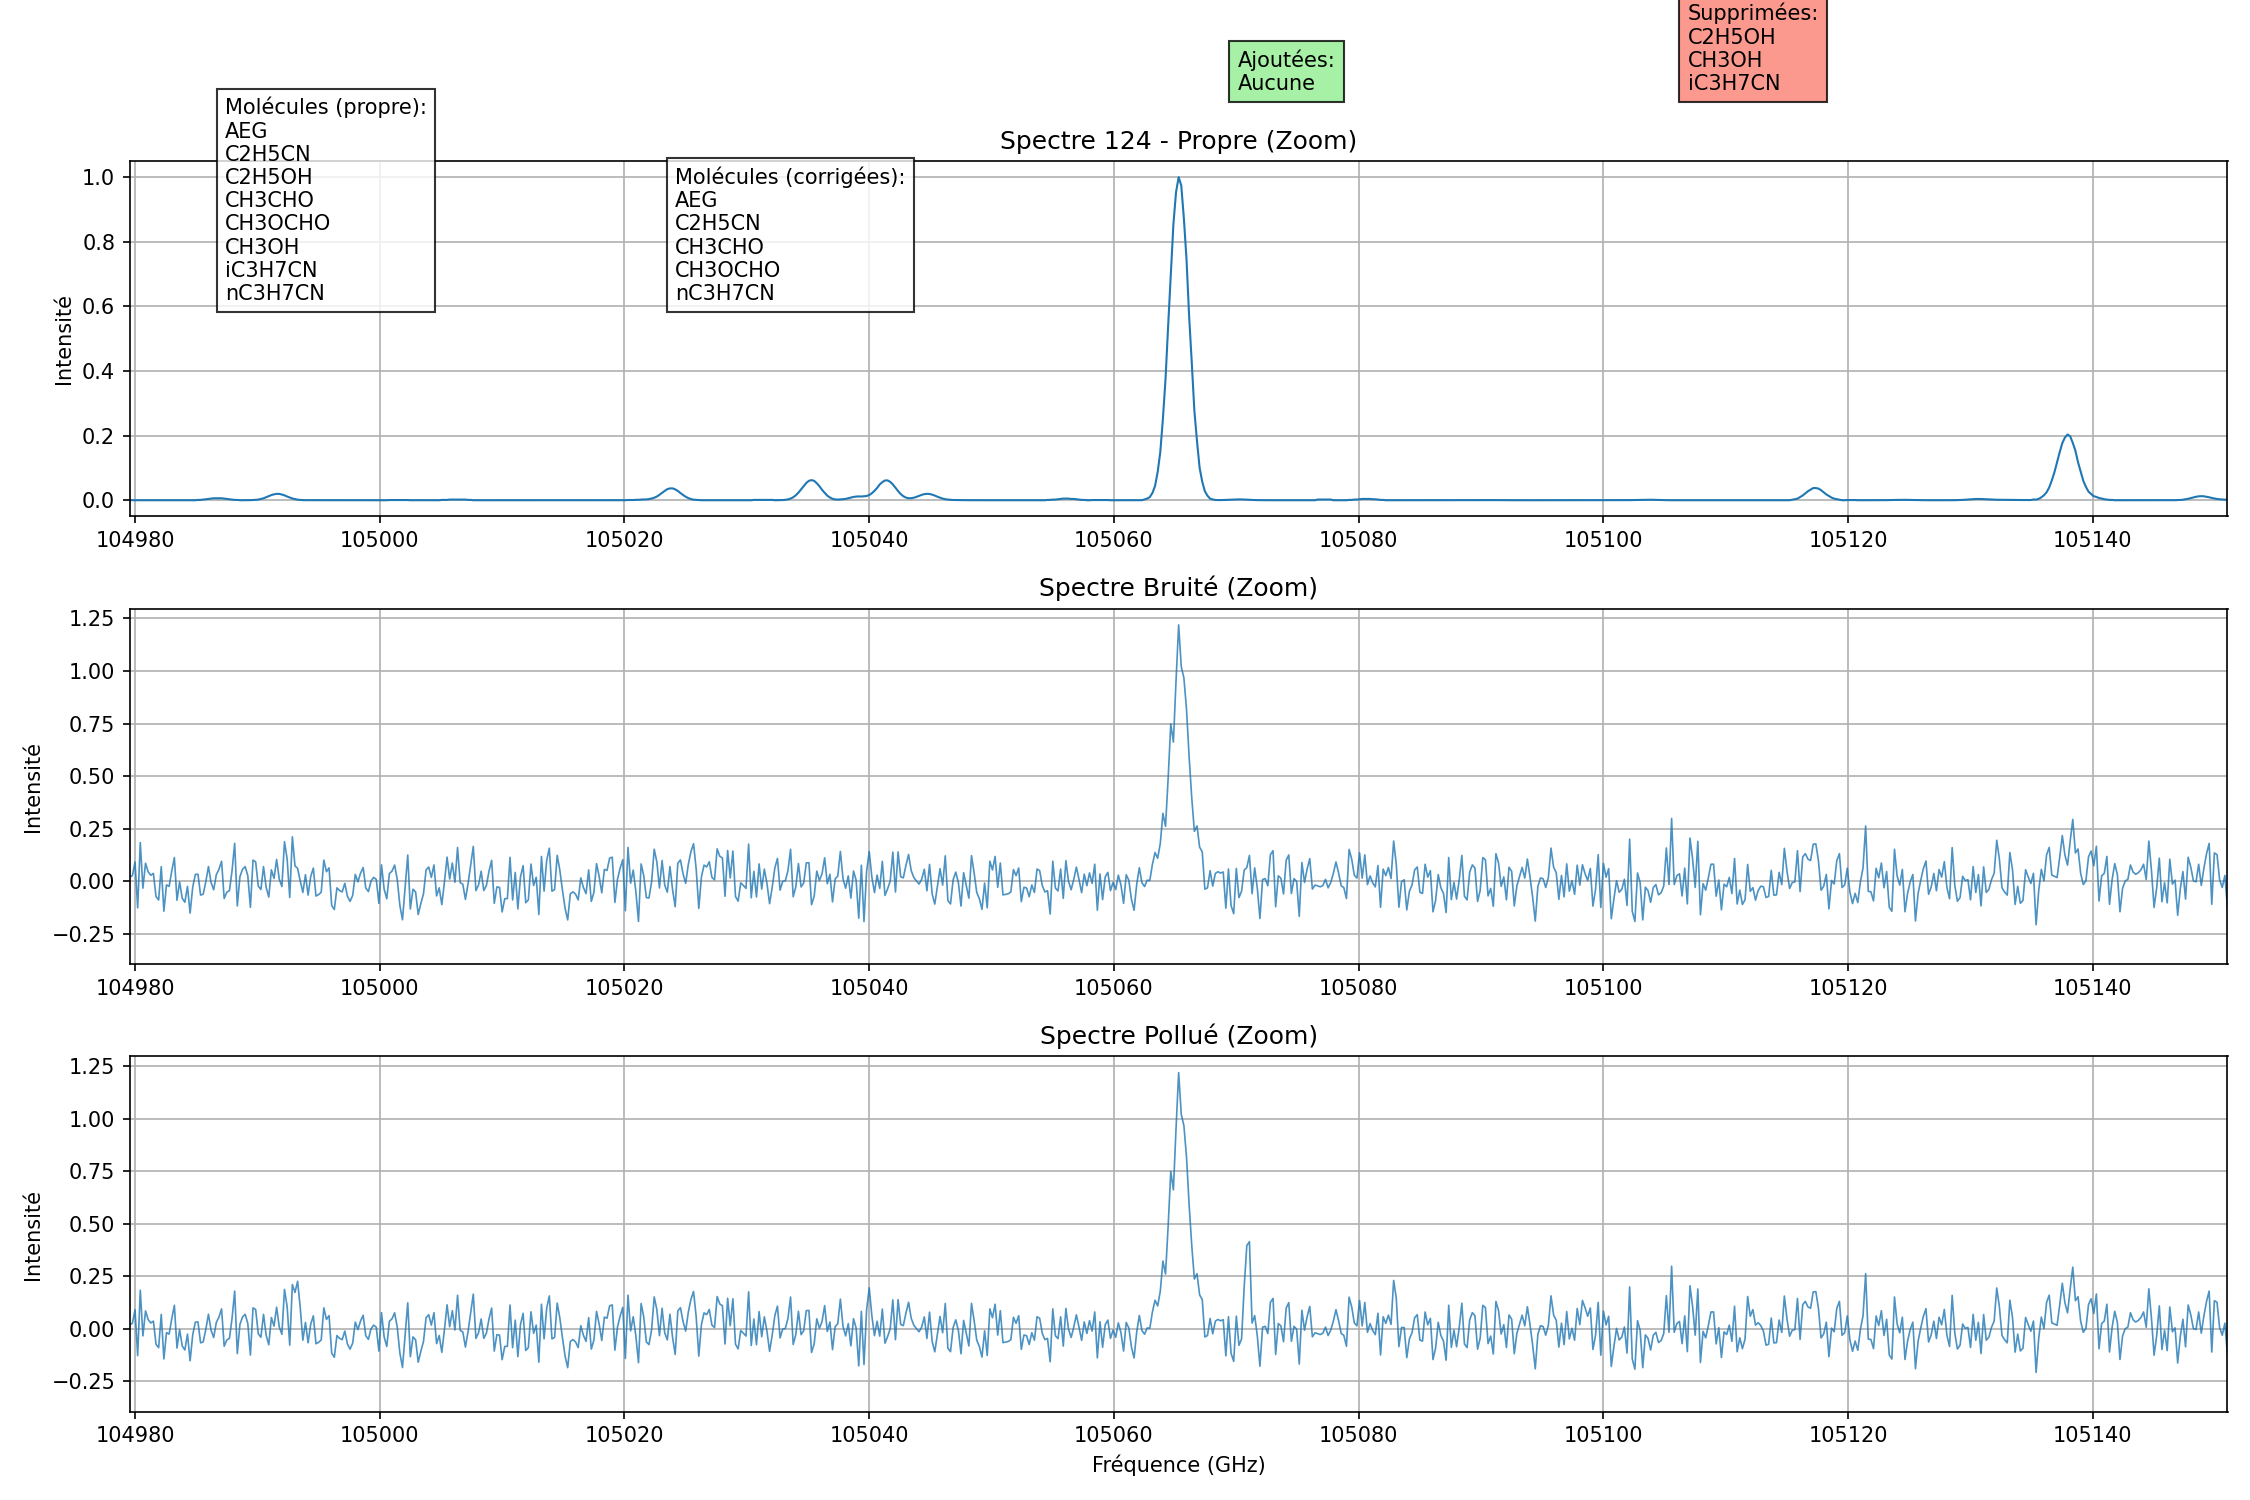 Supprimées:
C2H5OH
CH3OH
iC3H7CN
Ajoutées:
Aucune
Molécules (propre):
AEG
C2H5CN
C2H5OH
CH3CHO
CH3OCHO
CH3OH
iC3H7CN
nC3H7CN
Molécules (corrigées):
AEG
C2H5CN
CH3CHO
CH3OCHO
nC3H7CN
Spectre 124 - Propre (Zoom)
Intensité
1.0
0.8
0.6
0.4
0.2
0.0
104980 105000 105020 105040 105060 105080 105100 105120 105140
Spectre Bruité (Zoom)
Intensité
1.25
1.00
0.75
0.50
0.25
0.00
−0.25
104980 105000 105020 105040 105060 105080 105100 105120 105140
Spectre Pollué (Zoom)
Intensité
1.25
1.00
0.75
0.50
0.25
0.00
−0.25
104980 105000 105020 105040 105060 105080 105100 105120 105140
Fréquence (GHz)